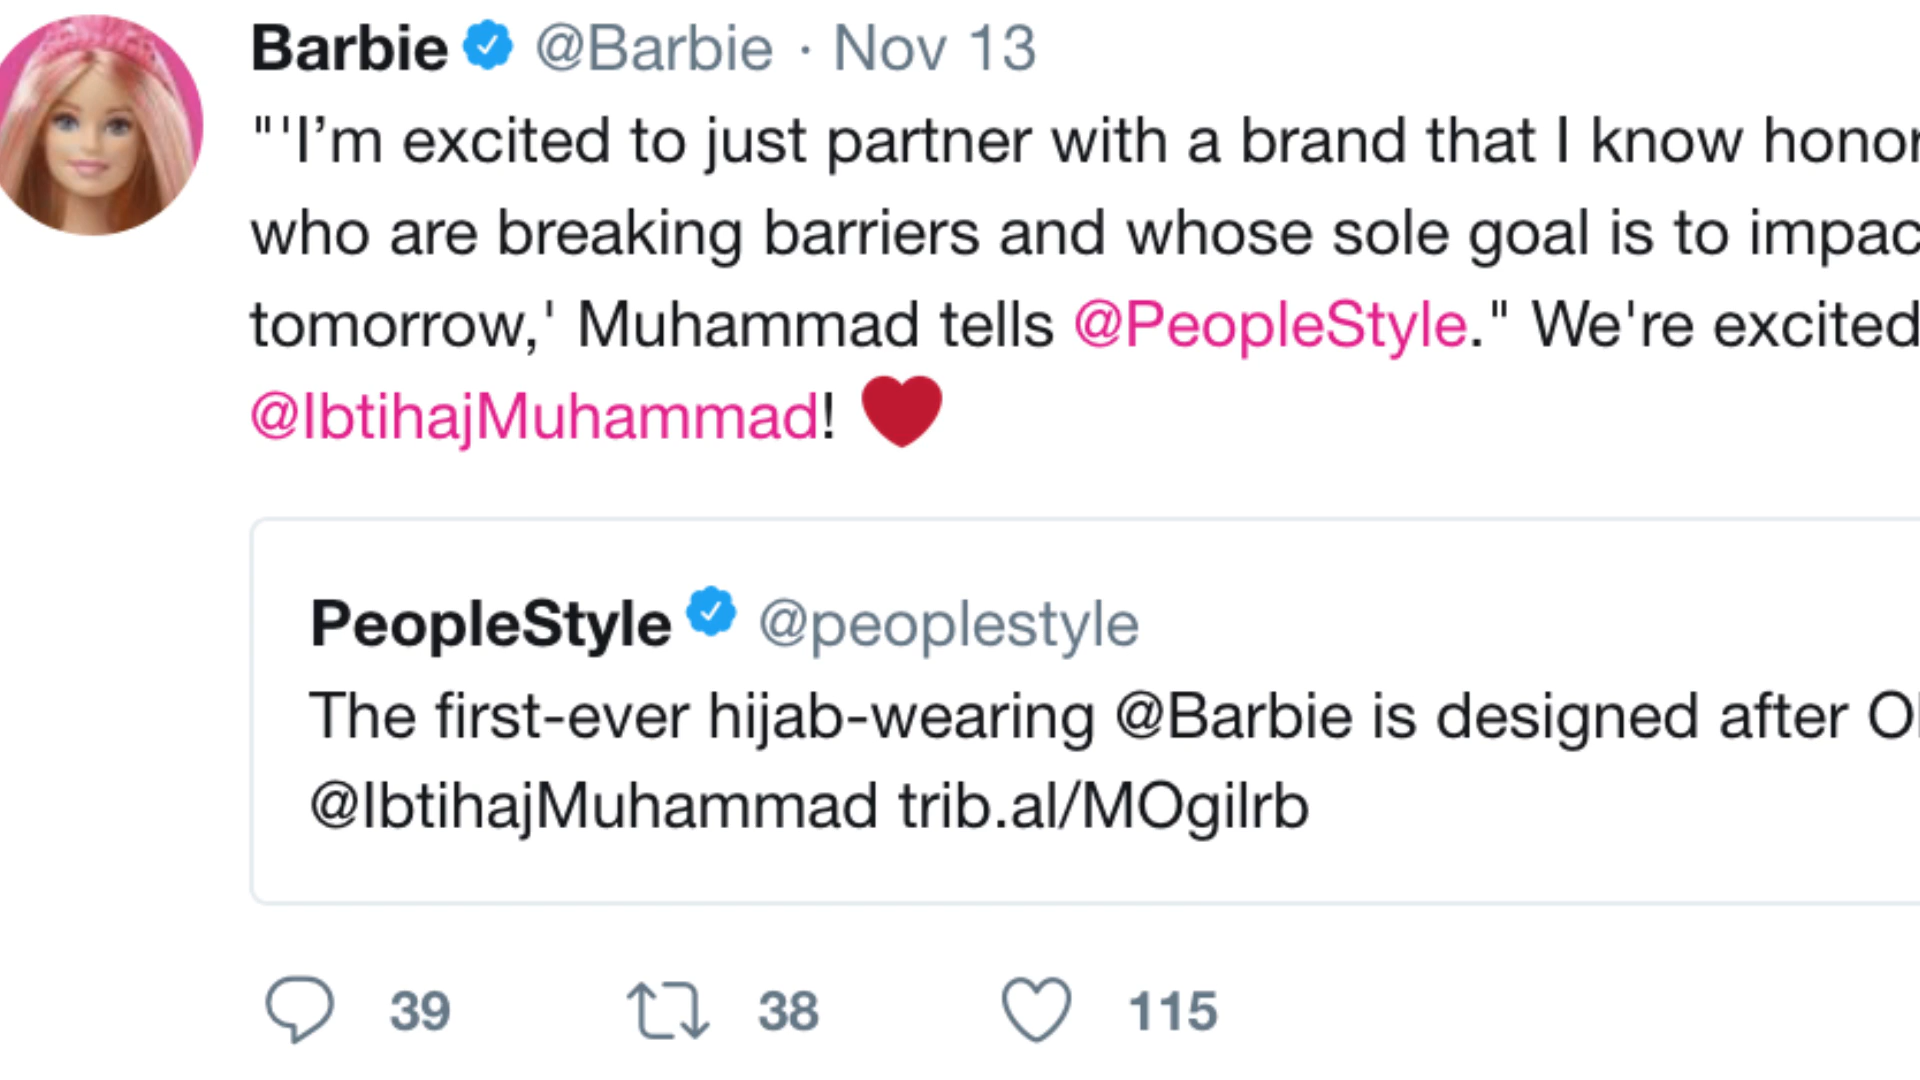 Barbie @Barbie · Nov 13
"'I’m excited to just partner with a brand that I know
who are breaking barriers and whose sole goal is to
tomorrow,' Muhammad tells @PeopleStyle." We're excited
@IbtihajMuhammad! ❤
PeopleStyle @peoplestyle
The first-ever hijab-wearing @Barbie is designed after
@IbtihajMuhammad trib.al/MOgilrb
39 38 115